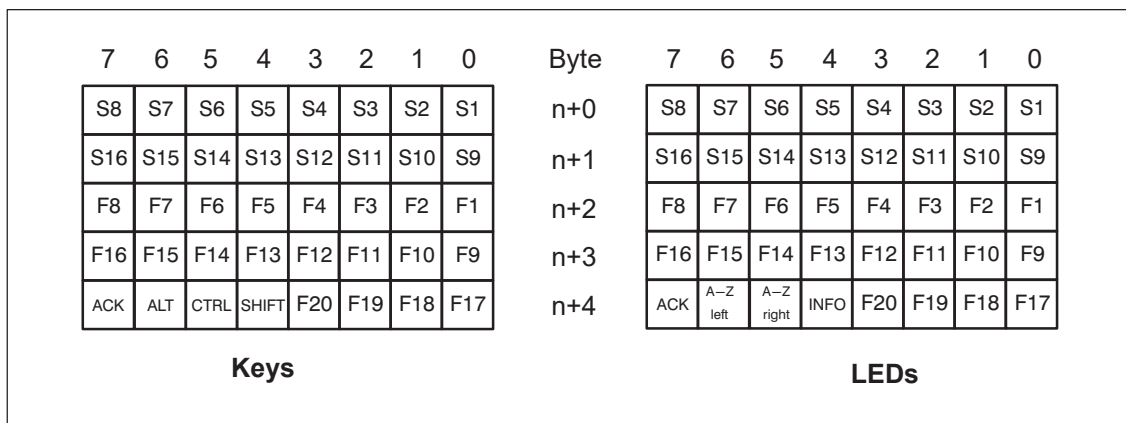 7 6 5 4 3 2 1 0 Byte 7 6 5 4 3 2 1 0
S8 S7 S6 S5 S4 S3 S2 S1 n+0 S8 S7 S6 S5 S4 S3 S2 S1
S16 S15 S14 S13 S12 S11 S10 S9 n+1 S16 S15 S14 S13 S12 S11 S10 S9
F8 F7 F6 F5 F4 F3 F2 F1 n+2 F8 F7 F6 F5 F4 F3 F2 F1
F16 F15 F14 F13 F12 F11 F10 F9 n+3 F16 F15 F14 F13 F12 F11 F10 F9
ACK ALT CTRL SHIFT F20 F19 F18 F17 n+4 ACK A–Z left A–Z right INFO F20 F19 F18 F17
Keys LEDs